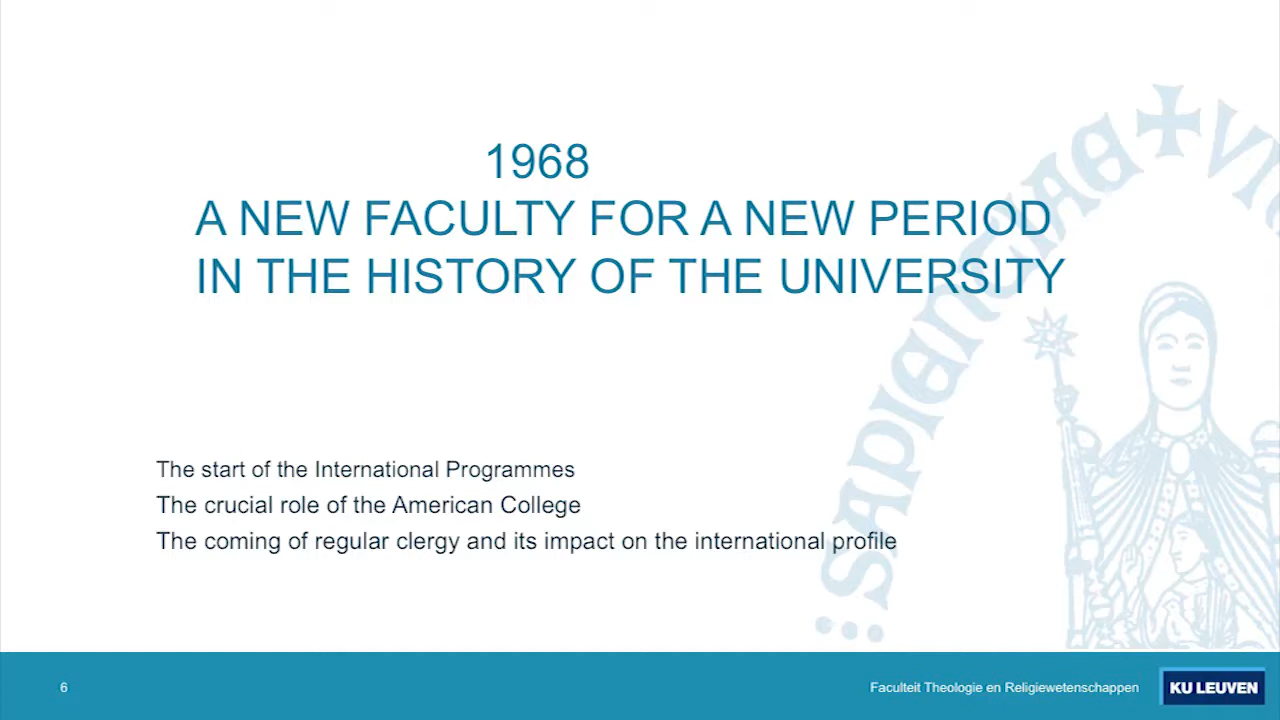 1968
A NEW FACULTY FOR A NEW PERIOD
IN THE HISTORY OF THE UNIVERSITY
The start of the International Programmes
The crucial role of the American College
The coming of regular clergy and its impact on the international profile
SAPIENTIAE
6
Faculteit Theologie en Religiewetenschappen
KU LEUVEN